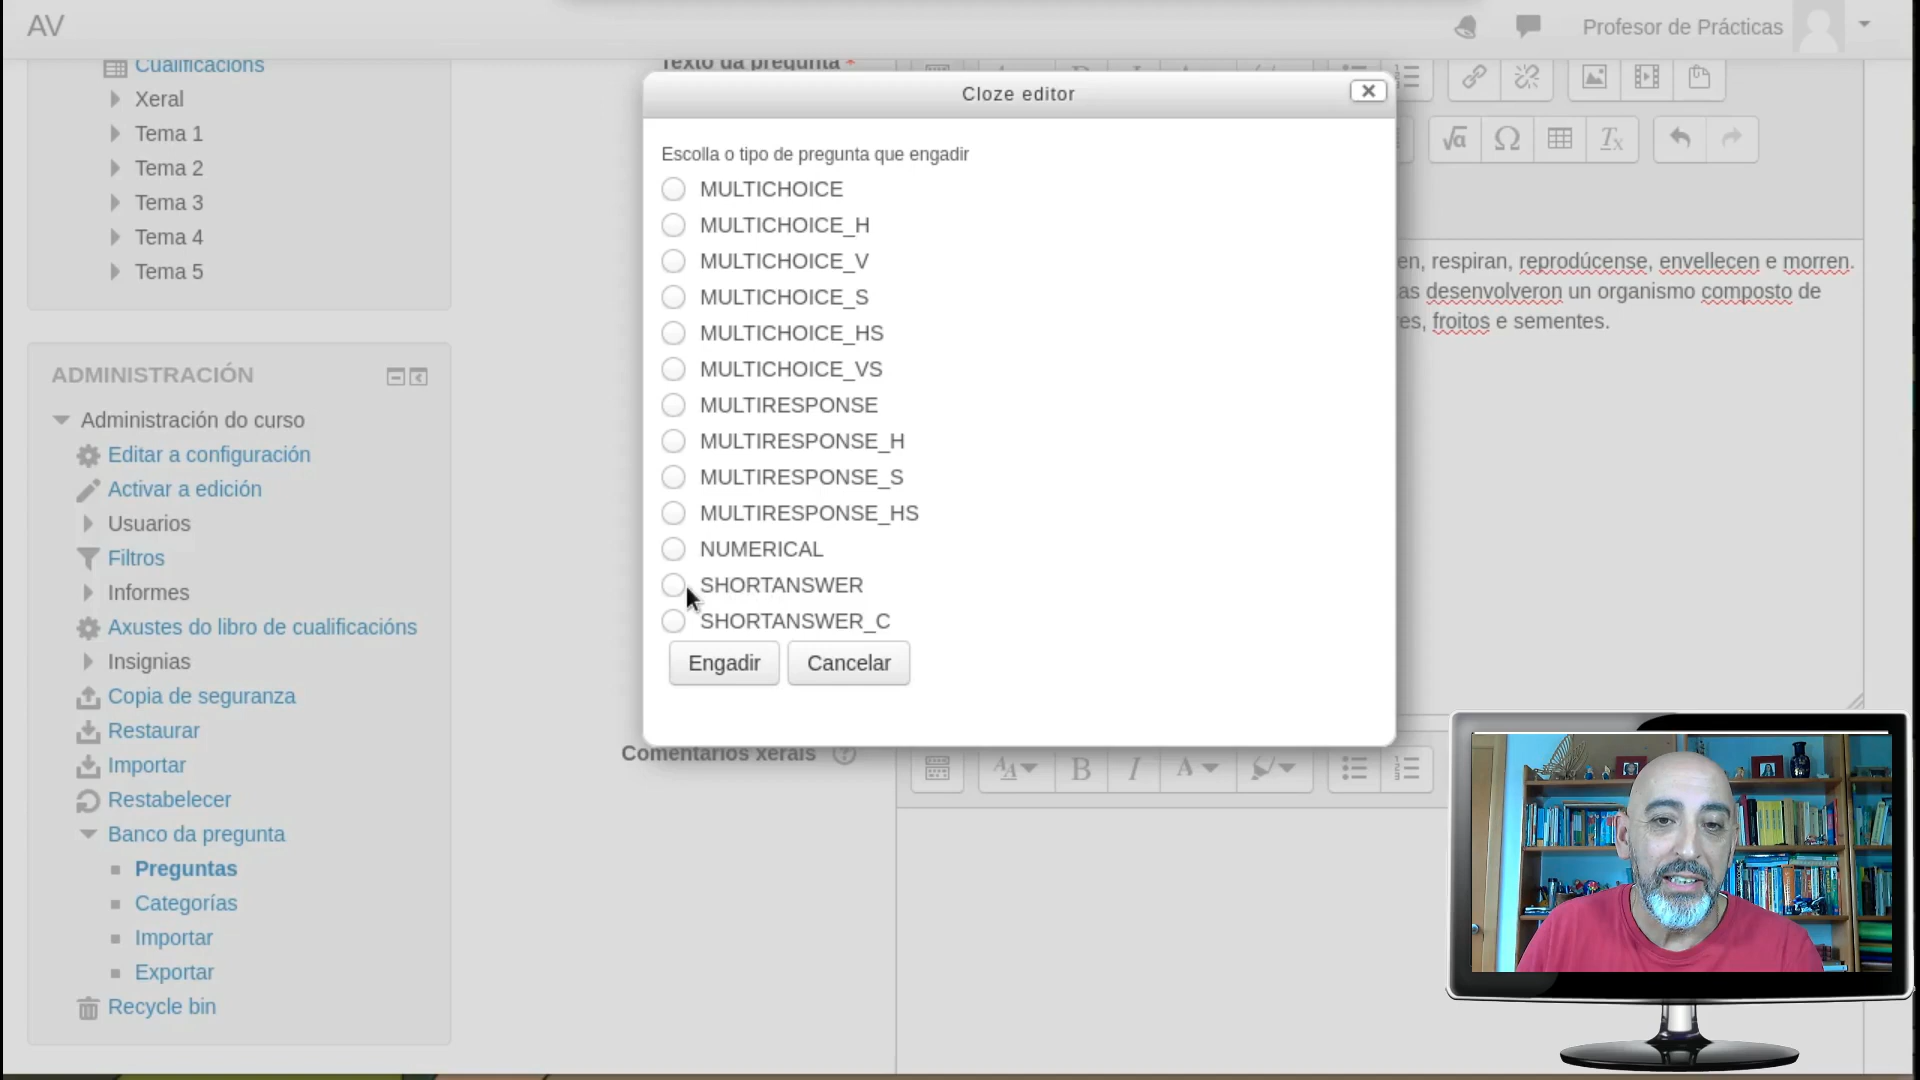 AV
Profesor de Prácticas
Cualificacións
Xeral
Tema 1
Tema 2
Tema 3
Tema 4
Tema 5
ADMINISTRACIÓN
Administración do curso
Editar a configuración
Activar a edición
Usuarios
Filtros
Informes
Axustes do libro de cualificacións
Insignias
Copia de seguranza
Restaurar
Importar
Restabelecer
Banco da pregunta
Preguntas
Categorías
Importar
Exportar
Recycle bin
Texto da pregunta *
Cloze editor
Escolla o tipo de pregunta que engadir
MULTICHOICE
MULTICHOICE_H
MULTICHOICE_V
MULTICHOICE_S
MULTICHOICE_HS
MULTICHOICE_VS
MULTIRESPONSE
MULTIRESPONSE_H
MULTIRESPONSE_S
MULTIRESPONSE_HS
NUMERICAL
SHORTANSWER
SHORTANSWER_C
Engadir Cancelar
respiran, reprodúcense, envellecen e morren.
desenvolveron un organismo composto de
froitos e sementes.
Comentarios xerais